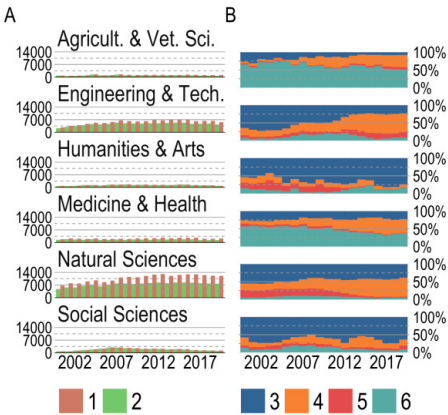 A B
Agricult. & Vet. Sci.
14000 100%
7000 50%
0 0%
Engineering & Tech.
14000 100%
7000 50%
0 0%
Humanities & Arts
14000 100%
7000 50%
0 0%
Medicine & Health
14000 100%
7000 50%
0 0%
Natural Sciences
14000 100%
7000 50%
0 0%
Social Sciences
14000 100%
7000 50%
0 0%
2002 2007 2012 2017 2002 2007 2012 2017
1 2 3 4 5 6